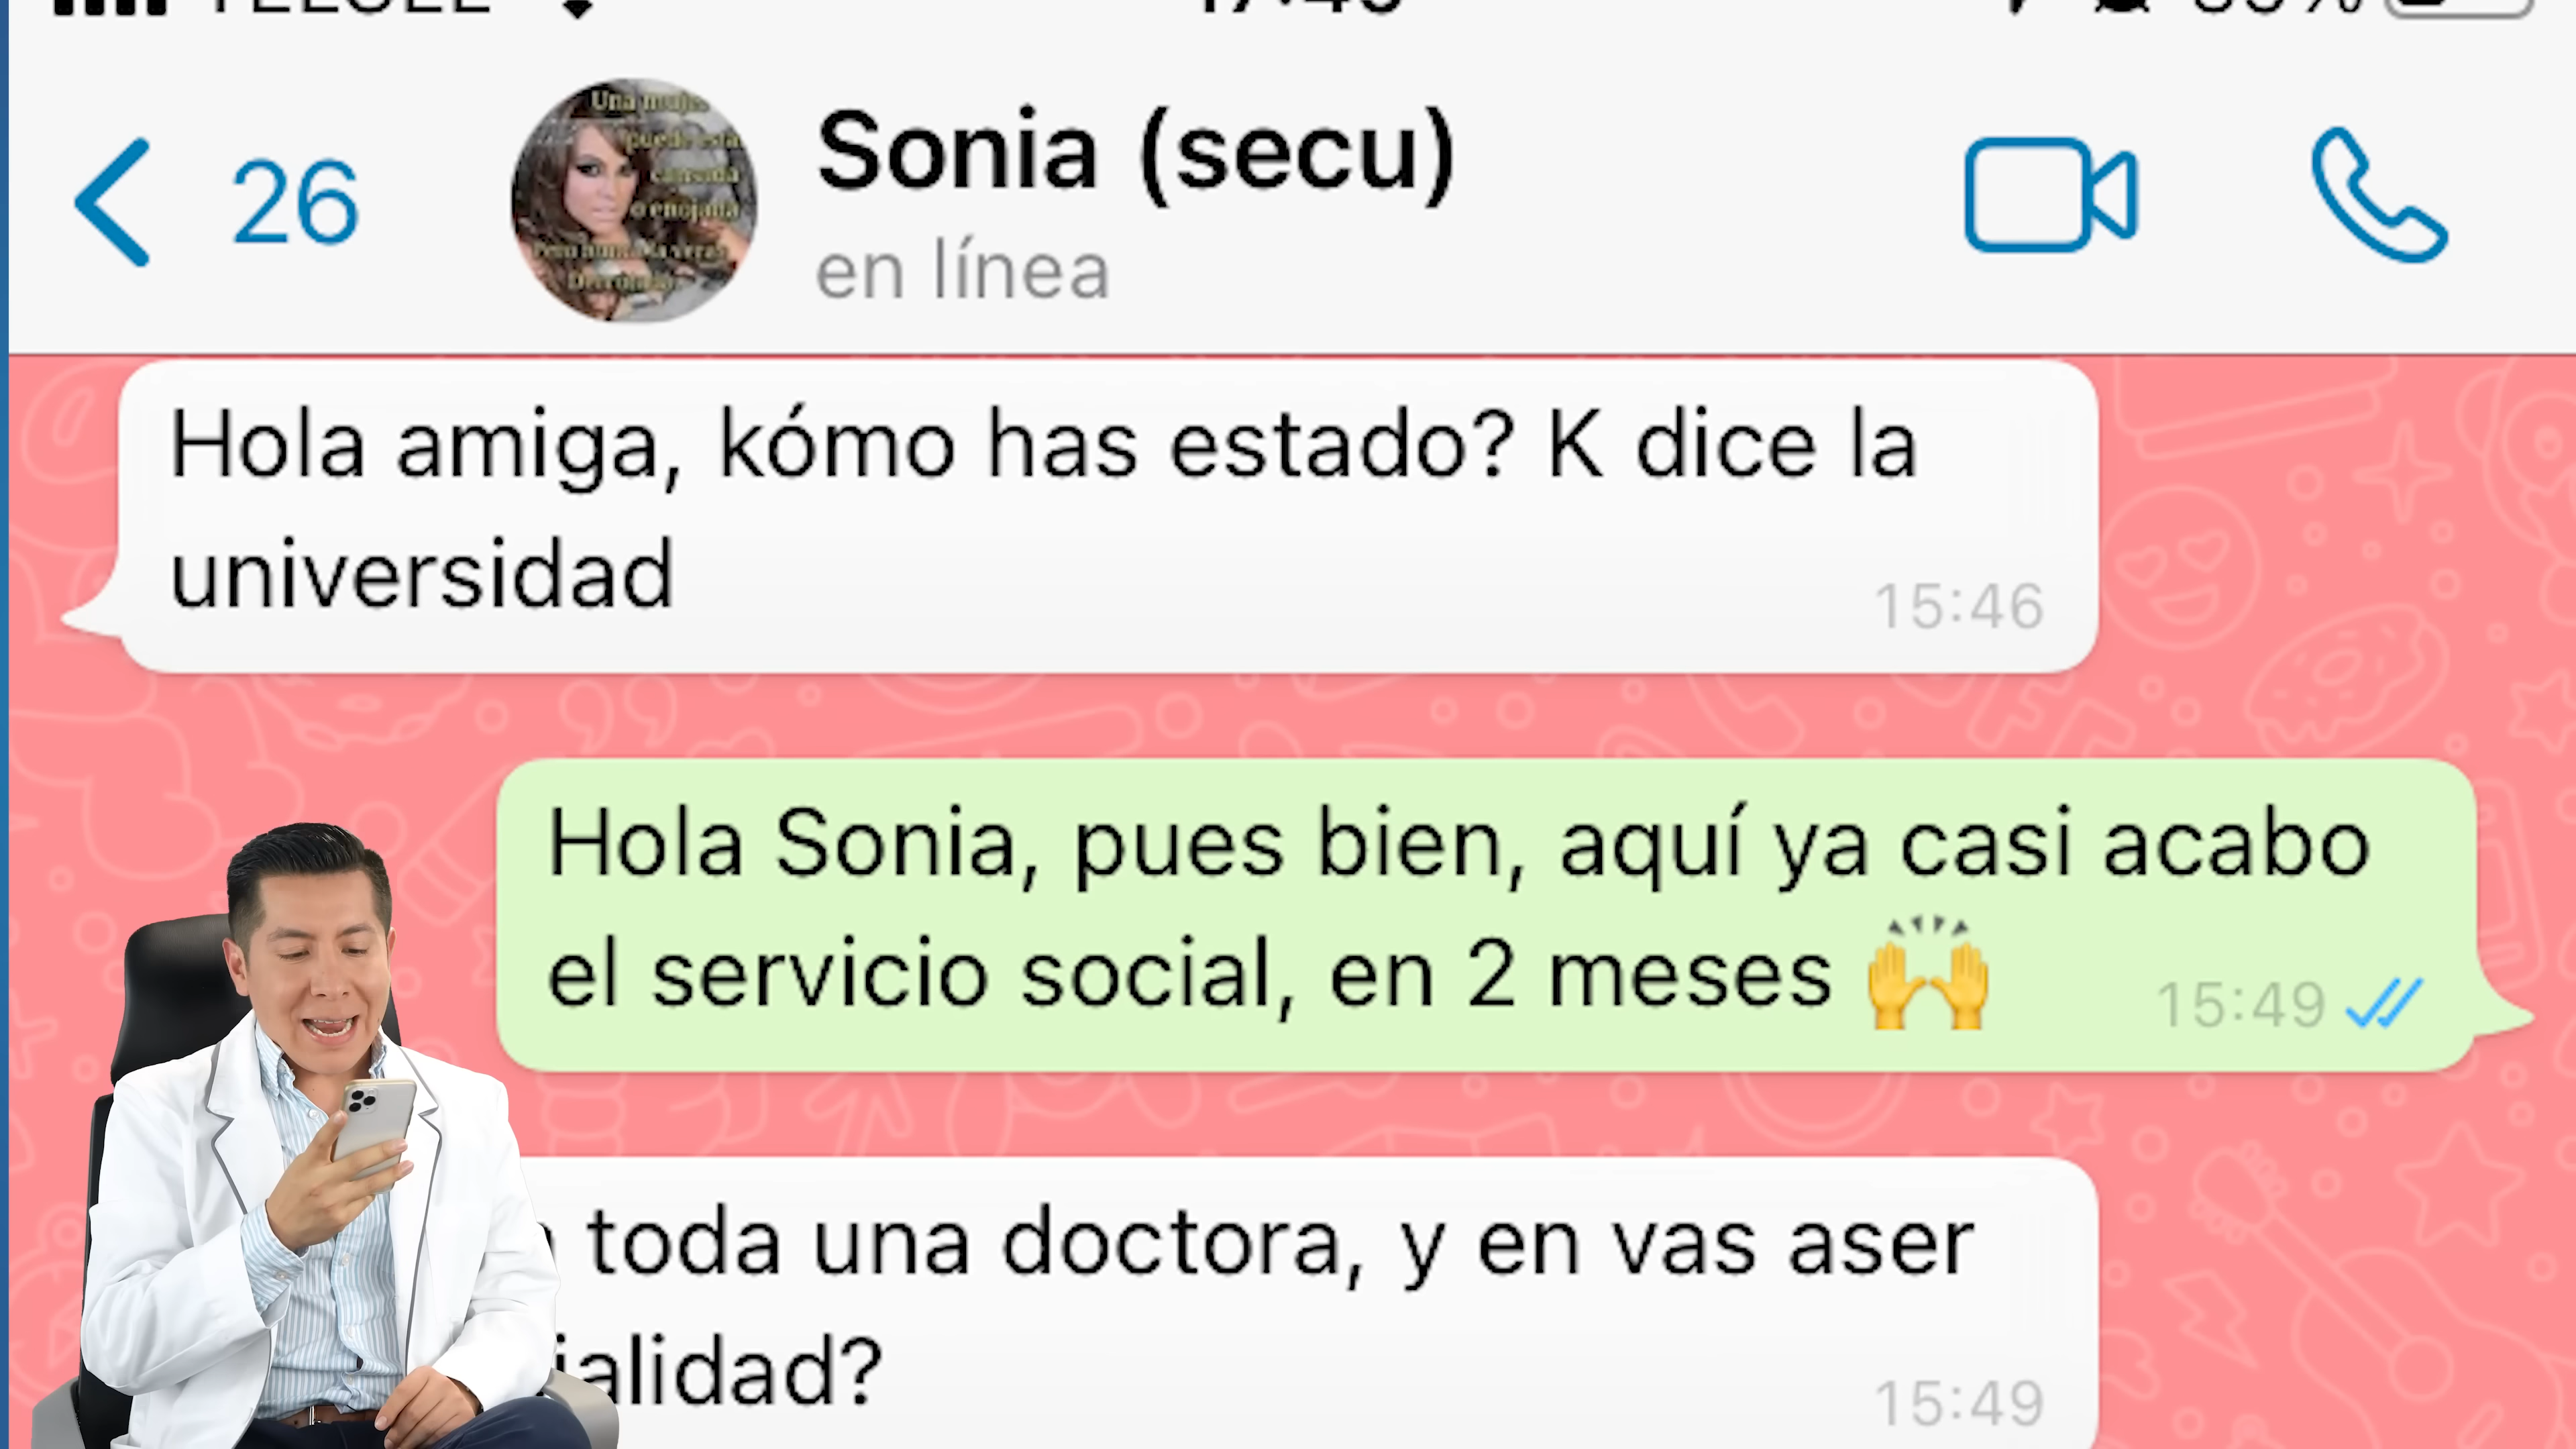 TELCEL
26
Sonia (secu)
en línea
Hola amiga, kómo has estado? K dice la
universidad
15:46
Hola Sonia, pues bien, aquí ya casi acabo
el servicio social, en 2 meses 🙌
15:49
toda una doctora, y en vas aser
ialidad?
15:49